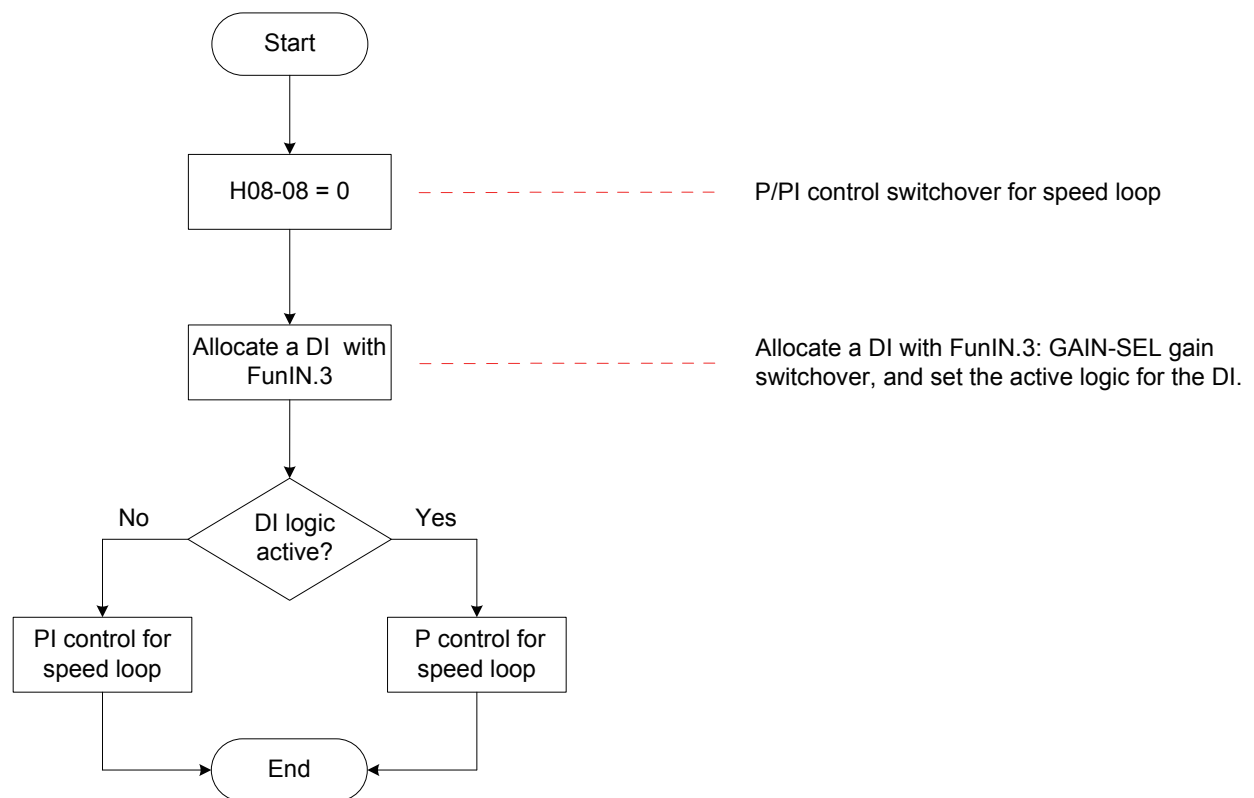 Start
H08-08 = 0
P/PI control switchover for speed loop
Allocate a DI with
FunIN.3
Allocate a DI with FunIN.3: GAIN-SEL gain
switchover, and set the active logic for the DI.
No
DI logic
active?
Yes
PI control for
speed loop
P control for
speed loop
End